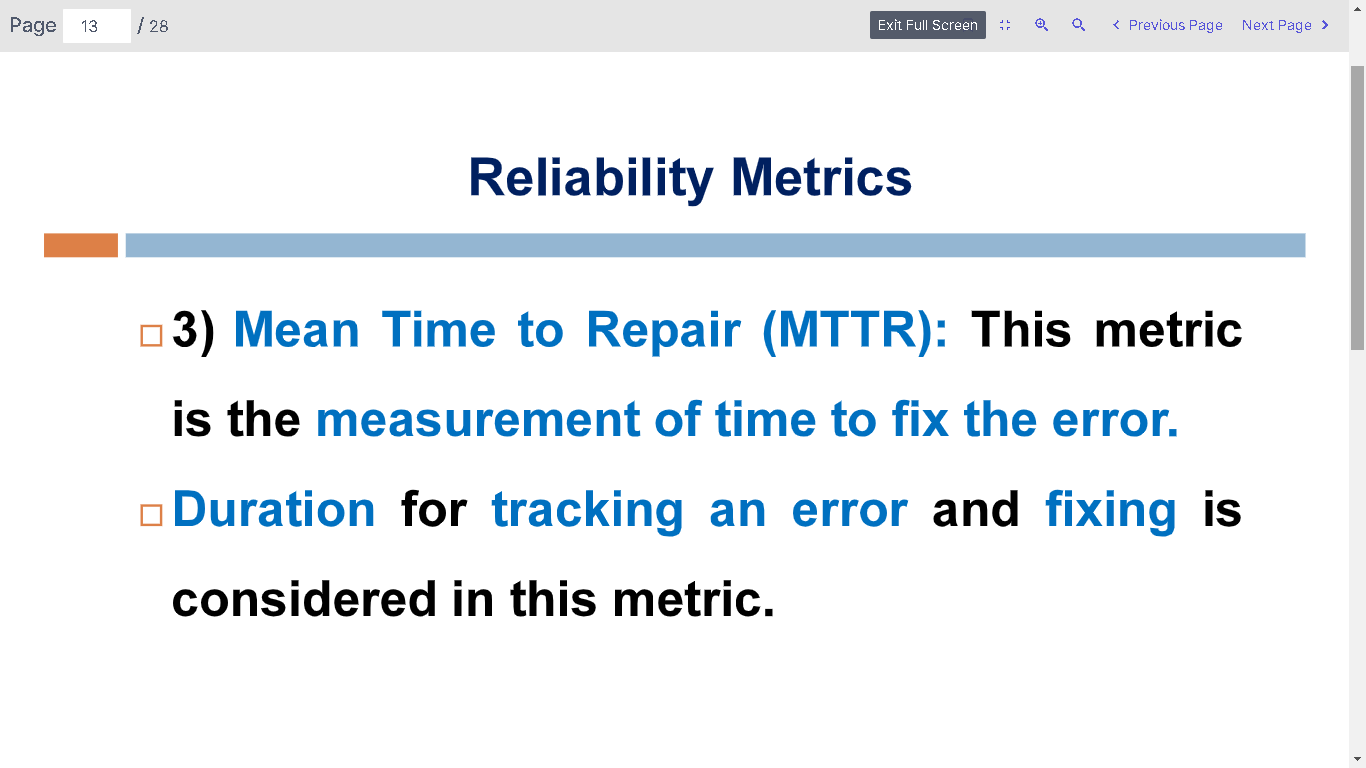 Page 13 / 28 Exit Full Screen Previous Page Next Page
Reliability Metrics
3) Mean Time to Repair (MTTR): This metric
is the measurement of time to fix the error.
Duration for tracking an error and fixing is
considered in this metric.